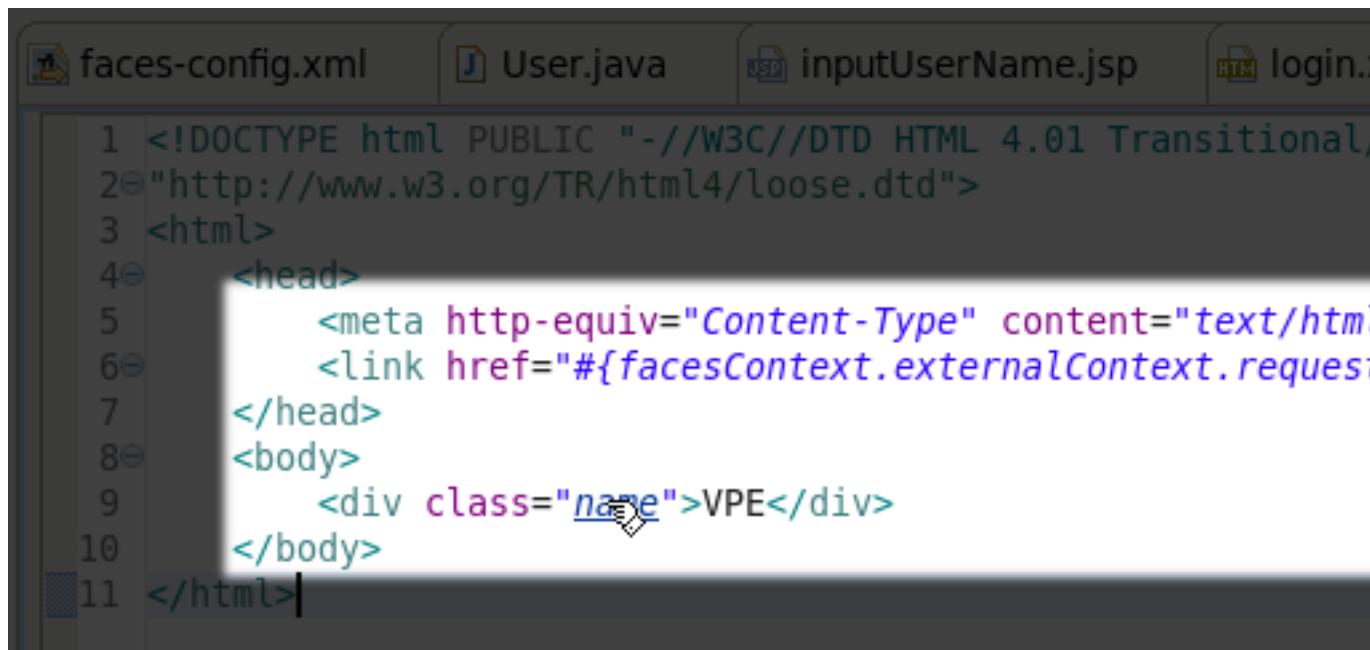 faces-config.xml User.java inputUserName.jsp login.
1 <!DOCTYPE html PUBLIC "-//W3C//DTD HTML 4.01 Transitional/
2 "http://www.w3.org/TR/html4/loose.dtd">
3 <html>
4 <head>
5 <meta http-equiv="Content-Type" content="text/html
6 <link href="#{facesContext.externalContext.request
7 </head>
8 <body>
9 <div class="name">VPE</div>
10 </body>
11 </html>